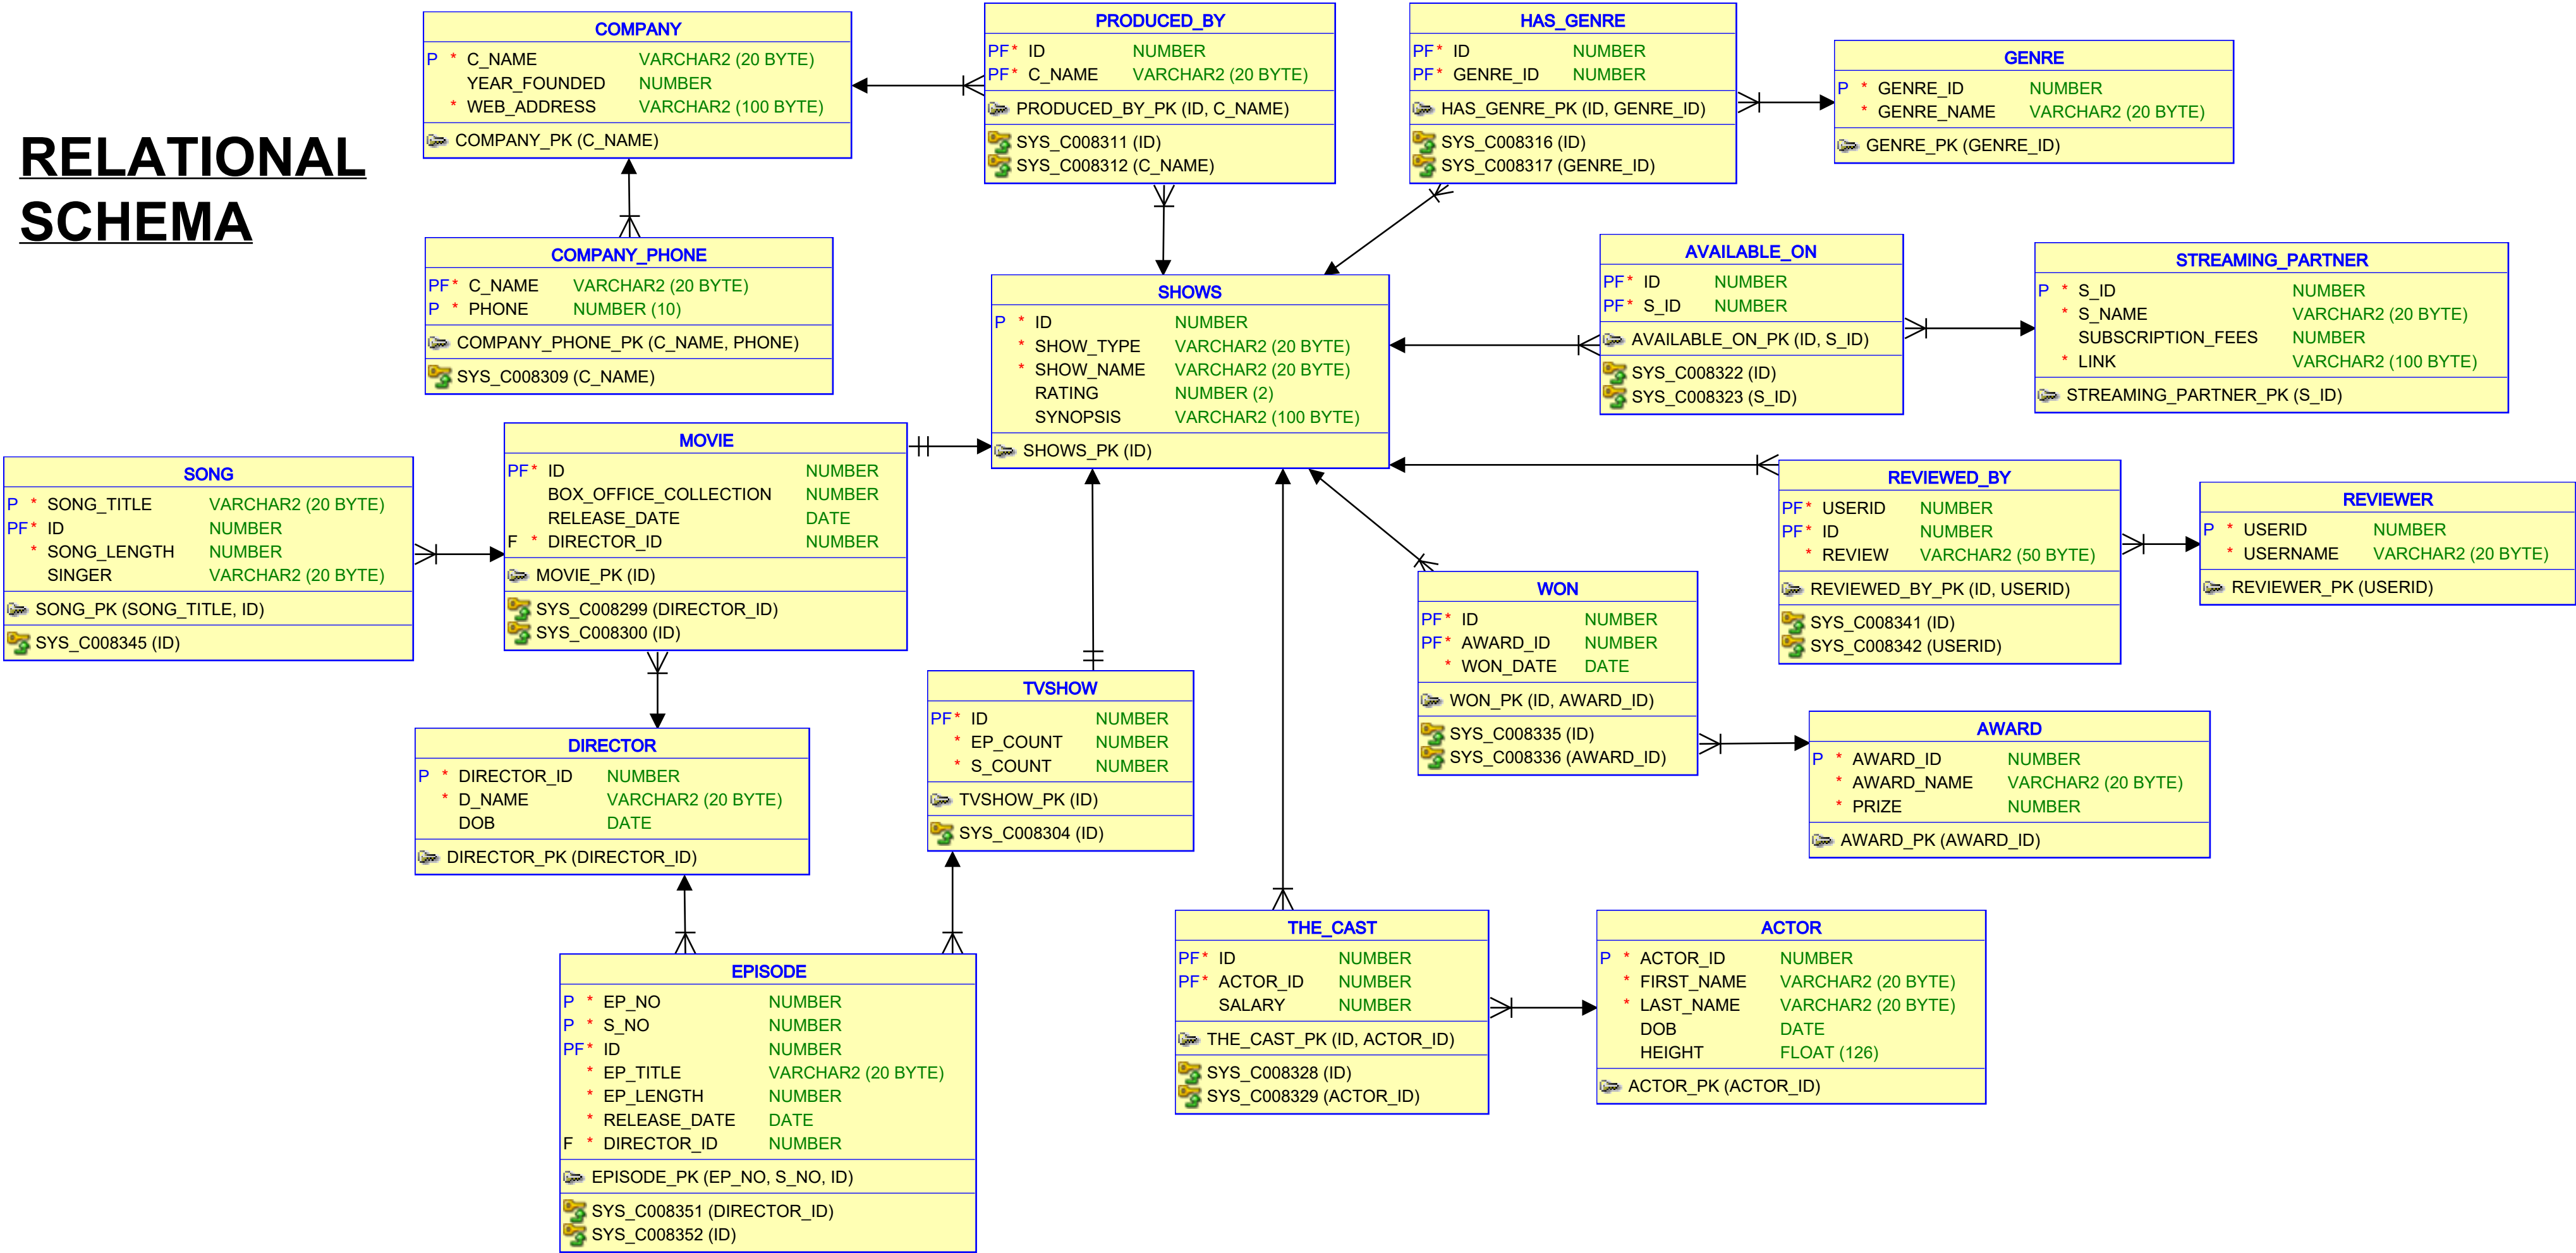 RELATIONAL
SCHEMA
COMPANY
P * C_NAME VARCHAR2 (20 BYTE)
YEAR_FOUNDED NUMBER
* WEB_ADDRESS VARCHAR2 (100 BYTE)
COMPANY_PK (C_NAME)
PRODUCED_BY
PF* ID NUMBER
PF* C_NAME VARCHAR2 (20 BYTE)
PRODUCED_BY_PK (ID, C_NAME)
SYS_C008311 (ID)
SYS_C008312 (C_NAME)
HAS_GENRE
PF* ID NUMBER
PF* GENRE_ID NUMBER
HAS_GENRE_PK (ID, GENRE_ID)
SYS_C008316 (ID)
SYS_C008317 (GENRE_ID)
GENRE
P * GENRE_ID NUMBER
* GENRE_NAME VARCHAR2 (20 BYTE)
GENRE_PK (GENRE_ID)
COMPANY_PHONE
PF* C_NAME VARCHAR2 (20 BYTE)
P * PHONE NUMBER (10)
COMPANY_PHONE_PK (C_NAME, PHONE)
SYS_C008309 (C_NAME)
SHOWS
P * ID NUMBER
* SHOW_TYPE VARCHAR2 (20 BYTE)
* SHOW_NAME VARCHAR2 (20 BYTE)
RATING NUMBER (2)
SYNOPSIS VARCHAR2 (100 BYTE)
SHOWS_PK (ID)
AVAILABLE_ON
PF* ID NUMBER
PF* S_ID NUMBER
AVAILABLE_ON_PK (ID, S_ID)
SYS_C008322 (ID)
SYS_C008323 (S_ID)
STREAMING_PARTNER
P * S_ID NUMBER
* S_NAME VARCHAR2 (20 BYTE)
SUBSCRIPTION_FEES NUMBER
* LINK VARCHAR2 (100 BYTE)
STREAMING_PARTNER_PK (S_ID)
SONG
P * SONG_TITLE VARCHAR2 (20 BYTE)
PF* ID NUMBER
* SONG_LENGTH NUMBER
SINGER VARCHAR2 (20 BYTE)
SONG_PK (SONG_TITLE, ID)
SYS_C008345 (ID)
MOVIE
PF* ID NUMBER
BOX_OFFICE_COLLECTION NUMBER
RELEASE_DATE DATE
F * DIRECTOR_ID NUMBER
MOVIE_PK (ID)
SYS_C008299 (DIRECTOR_ID)
SYS_C008300 (ID)
REVIEWED_BY
PF* USERID NUMBER
PF* ID NUMBER
* REVIEW VARCHAR2 (50 BYTE)
REVIEWED_BY_PK (ID, USERID)
SYS_C008341 (ID)
SYS_C008342 (USERID)
REVIEWER
P * USERID NUMBER
* USERNAME VARCHAR2 (20 BYTE)
REVIEWER_PK (USERID)
WON
PF* ID NUMBER
PF* AWARD_ID NUMBER
* WON_DATE DATE
WON_PK (ID, AWARD_ID)
SYS_C008335 (ID)
SYS_C008336 (AWARD_ID)
DIRECTOR
P * DIRECTOR_ID NUMBER
* D_NAME VARCHAR2 (20 BYTE)
DOB DATE
DIRECTOR_PK (DIRECTOR_ID)
TVSHOW
PF* ID NUMBER
* EP_COUNT NUMBER
* S_COUNT NUMBER
TVSHOW_PK (ID)
SYS_C008304 (ID)
AWARD
P * AWARD_ID NUMBER
* AWARD_NAME VARCHAR2 (20 BYTE)
* PRIZE NUMBER
AWARD_PK (AWARD_ID)
EPISODE
P * EP_NO NUMBER
P * S_NO NUMBER
PF* ID NUMBER
* EP_TITLE VARCHAR2 (20 BYTE)
* EP_LENGTH NUMBER
* RELEASE_DATE DATE
F * DIRECTOR_ID NUMBER
EPISODE_PK (EP_NO, S_NO, ID)
SYS_C008351 (DIRECTOR_ID)
SYS_C008352 (ID)
THE_CAST
PF* ID NUMBER
PF* ACTOR_ID NUMBER
SALARY NUMBER
THE_CAST_PK (ID, ACTOR_ID)
SYS_C008328 (ID)
SYS_C008329 (ACTOR_ID)
ACTOR
P * ACTOR_ID NUMBER
* FIRST_NAME VARCHAR2 (20 BYTE)
* LAST_NAME VARCHAR2 (20 BYTE)
DOB DATE
HEIGHT FLOAT (126)
ACTOR_PK (ACTOR_ID)